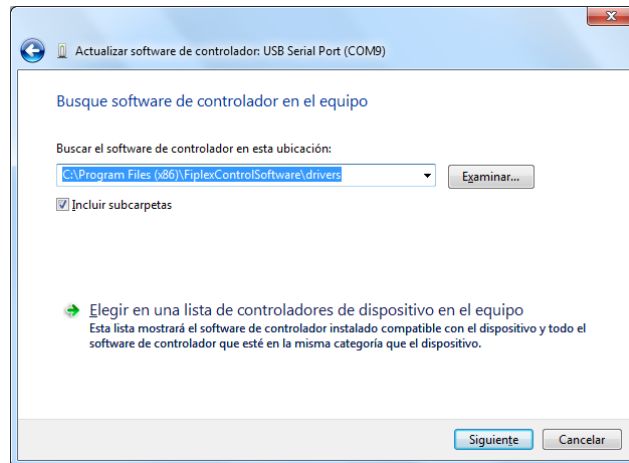 Actualizar software de controlador: USB Serial Port (COM9)
Busque software de controlador en el equipo
Buscar el software de controlador en esta ubicación:
C:\Program Files (x86)\FiplexControlSoftware\drivers
Examinar...
Incluir subcarpetas
Elegir en una lista de controladores de dispositivo en el equipo
Esta lista mostrará el software de controlador instalado compatible con el dispositivo y todo el
software de controlador que esté en la misma categoría que el dispositivo.
Siguiente
Cancelar